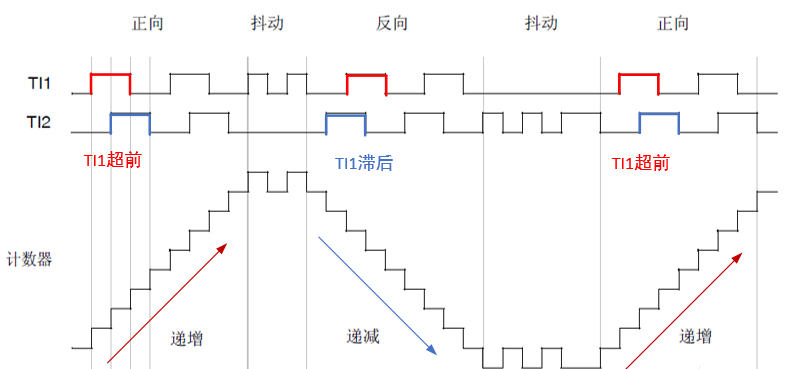 正向 抖动 反向 抖动 正向
TI1
TI2
TI1超前 TI1滞后 TI1超前
计数器
递增 递减 递增